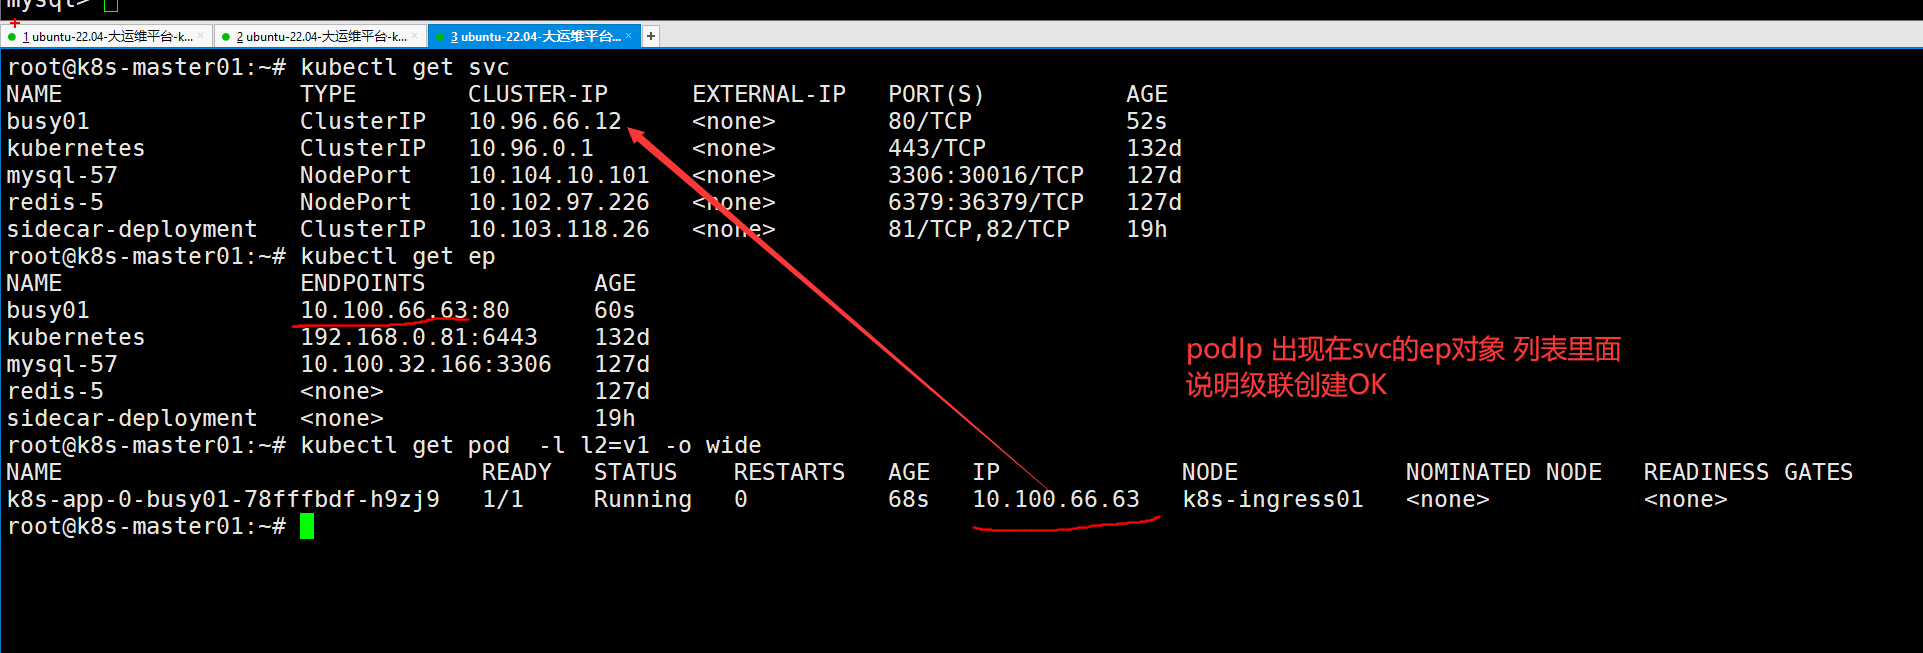 mysql>
1 ubuntu-22.04-大运维平台-k... × 2 ubuntu-22.04-大运维平台-k... × 3 ubuntu-22.04-大运维平台... × +
root@k8s-master01:~# kubectl get svc
NAME TYPE CLUSTER-IP EXTERNAL-IP PORT(S) AGE
busy01 ClusterIP 10.96.66.12 <none> 80/TCP 52s
kubernetes ClusterIP 10.96.0.1 <none> 443/TCP 132d
mysql-57 NodePort 10.104.10.101 <none> 3306:30016/TCP 127d
redis-5 NodePort 10.102.97.226 <none> 6379:36379/TCP 127d
sidecar-deployment ClusterIP 10.103.118.26 <none> 81/TCP,82/TCP 19h
root@k8s-master01:~# kubectl get ep
NAME ENDPOINTS AGE
busy01 10.100.66.63:80 60s
kubernetes 192.168.0.81:6443 132d
mysql-57 10.100.32.166:3306 127d
redis-5 <none> 127d
sidecar-deployment <none> 19h
podIp 出现在svc的ep对象 列表里面
说明级联创建OK
root@k8s-master01:~# kubectl get pod  -l l2=v1 -o wide
NAME READY STATUS RESTARTS AGE IP NODE NOMINATED NODE READINESS GATES
k8s-app-0-busy01-78fffbdf-h9zj9 1/1 Running 0 68s 10.100.66.63 k8s-ingress01 <none> <none>
root@k8s-master01:~#